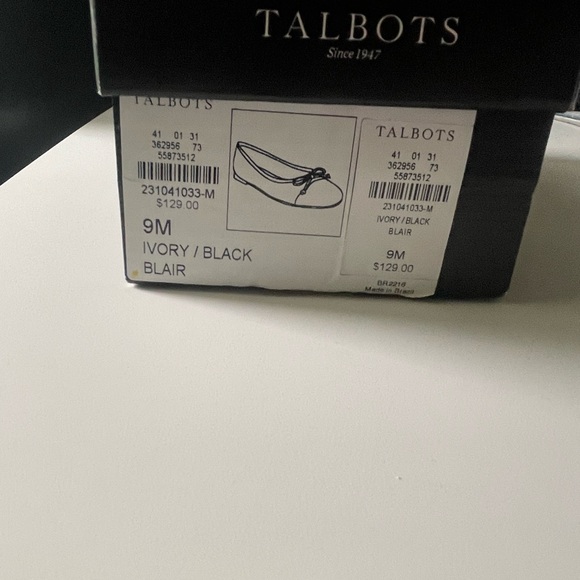 TALBOTS
Since 1947
TALBOTS
41 01 31
362956 73
55873512
231041033-M
$129.00
9M
IVORY / BLACK
BLAIR
TALBOTS
41 01 31
362956 73
55873512
231041033-M
IVORY/BLACK
BLAIR
9M
$129.00
BR2216
Made in Brazil